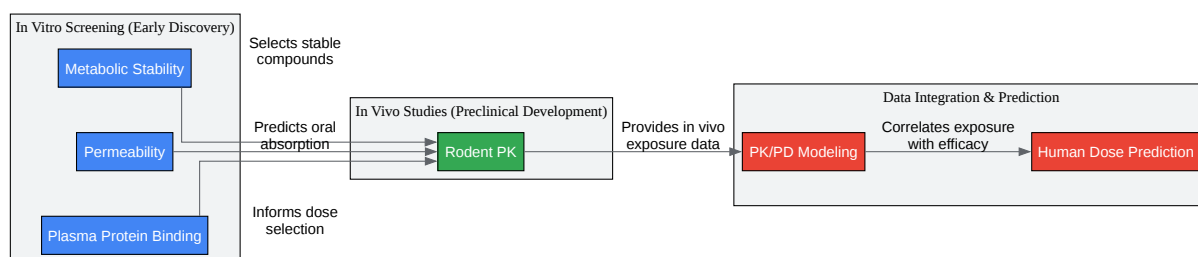 In Vitro Screening (Early Discovery)
Metabolic Stability
Permeability
Plasma Protein Binding
Selects stable
compounds
Predicts oral
absorption
Informs dose
selection
In Vivo Studies (Preclinical Development)
Rodent PK
Provides in vivo
exposure data
Data Integration & Prediction
PK/PD Modeling
Correlates exposure
with efficacy
Human Dose Prediction